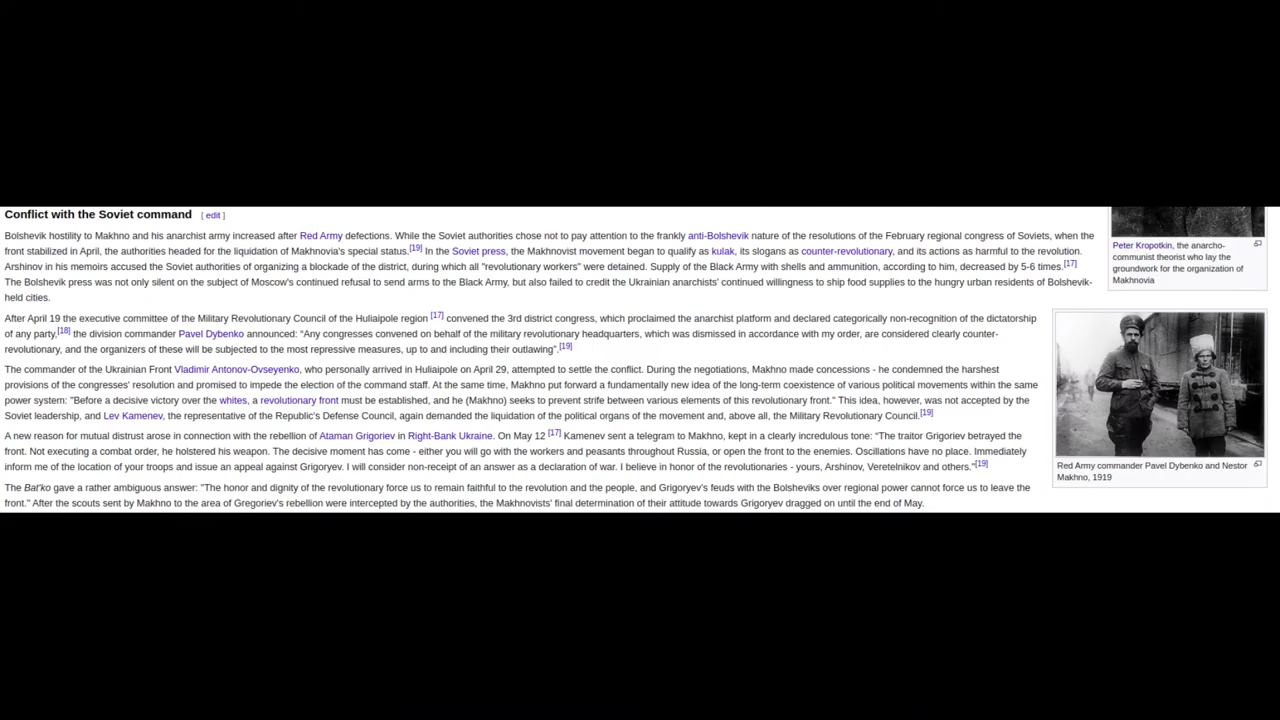 Conflict with the Soviet command [ edit ]
Bolshevik hostility to Makhno and his anarchist army increased after Red Army defections. While the Soviet authorities chose not to pay attention to the frankly anti-Bolshevik nature of the resolutions of the February regional congress of Soviets, when the
front stabilized in April, the authorities headed for the liquidation of Makhnovia's special status.[19] In the Soviet press, the Makhnovist movement began to qualify as kulak, its slogans as counter-revolutionary, and its actions as harmful to the revolution.
Arshinov in his memoirs accused the Soviet authorities of organizing a blockade of the district, during which all "revolutionary workers" were detained. Supply of the Black Army with shells and ammunition, according to him, decreased by 5-6 times.[17]
The Bolshevik press was not only silent on the subject of Moscow's continued refusal to send arms to the Black Army, but also failed to credit the Ukrainian anarchists' continued willingness to ship food supplies to the hungry urban residents of Bolshevik-
held cities.
After April 19 the executive committee of the Military Revolutionary Council of the Huliaipole region [17] convened the 3rd district congress, which proclaimed the anarchist platform and declared categorically non-recognition of the dictatorship
of any party,[18] the division commander Pavel Dybenko announced: "Any congresses convened on behalf of the military revolutionary headquarters, which was dismissed in accordance with my order, are considered clearly counter-
revolutionary, and the organizers of these will be subjected to the most repressive measures, up to and including their outlawing".[19]
The commander of the Ukrainian Front Vladimir Antonov-Ovseyenko, who personally arrived in Huliaipole on April 29, attempted to settle the conflict. During the negotiations, Makhno made concessions - he condemned the harshest
provisions of the congresses' resolution and promised to impede the election of the command staff. At the same time, Makhno put forward a fundamentally new idea of the long-term coexistence of various political movements within the same
power system: "Before a decisive victory over the whites, a revolutionary front must be established, and he (Makhno) seeks to prevent strife between various elements of this revolutionary front." This idea, however, was not accepted by the
Soviet leadership, and Lev Kamenev, the representative of the Republic's Defense Council, again demanded the liquidation of the political organs of the movement and, above all, the Military Revolutionary Council.[19]
A new reason for mutual distrust arose in connection with the rebellion of Ataman Grigoriev in Right-Bank Ukraine. On May 12 [17] Kamenev sent a telegram to Makhno, kept in a clearly incredulous tone: "The traitor Grigoriev betrayed the
front. Not executing a combat order, he holstered his weapon. The decisive moment has come - either you will go with the workers and peasants throughout Russia, or open the front to the enemies. Oscillations have no place. Immediately
inform me of the location of your troops and issue an appeal against Grigoryev. I will consider non-receipt of an answer as a declaration of war. I believe in honor of the revolutionaries - yours, Arshinov, Veretelnikov and others."[19]
The Bat'ko gave a rather ambiguous answer: "The honor and dignity of the revolutionary force us to remain faithful to the revolution and the people, and Grigoryev's feuds with the Bolsheviks over regional power cannot force us to leave the
front." After the scouts sent by Makhno to the area of Gregoriev's rebellion were intercepted by the authorities, the Makhnovists' final determination of their attitude towards Grigoryev dragged on until the end of May.
Peter Kropotkin, the anarcho-
communist theorist who lay the
groundwork for the organization of
Makhnovia
Red Army commander Pavel Dybenko and Nestor
Makhno, 1919